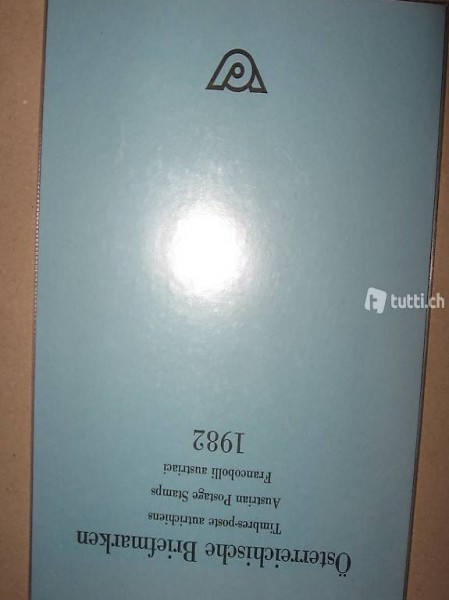 Österreichische Briefmarken
Timbres-poste autrichiens
Austrian Postage Stamps
Francobolli austriaci
1982
tutti.ch